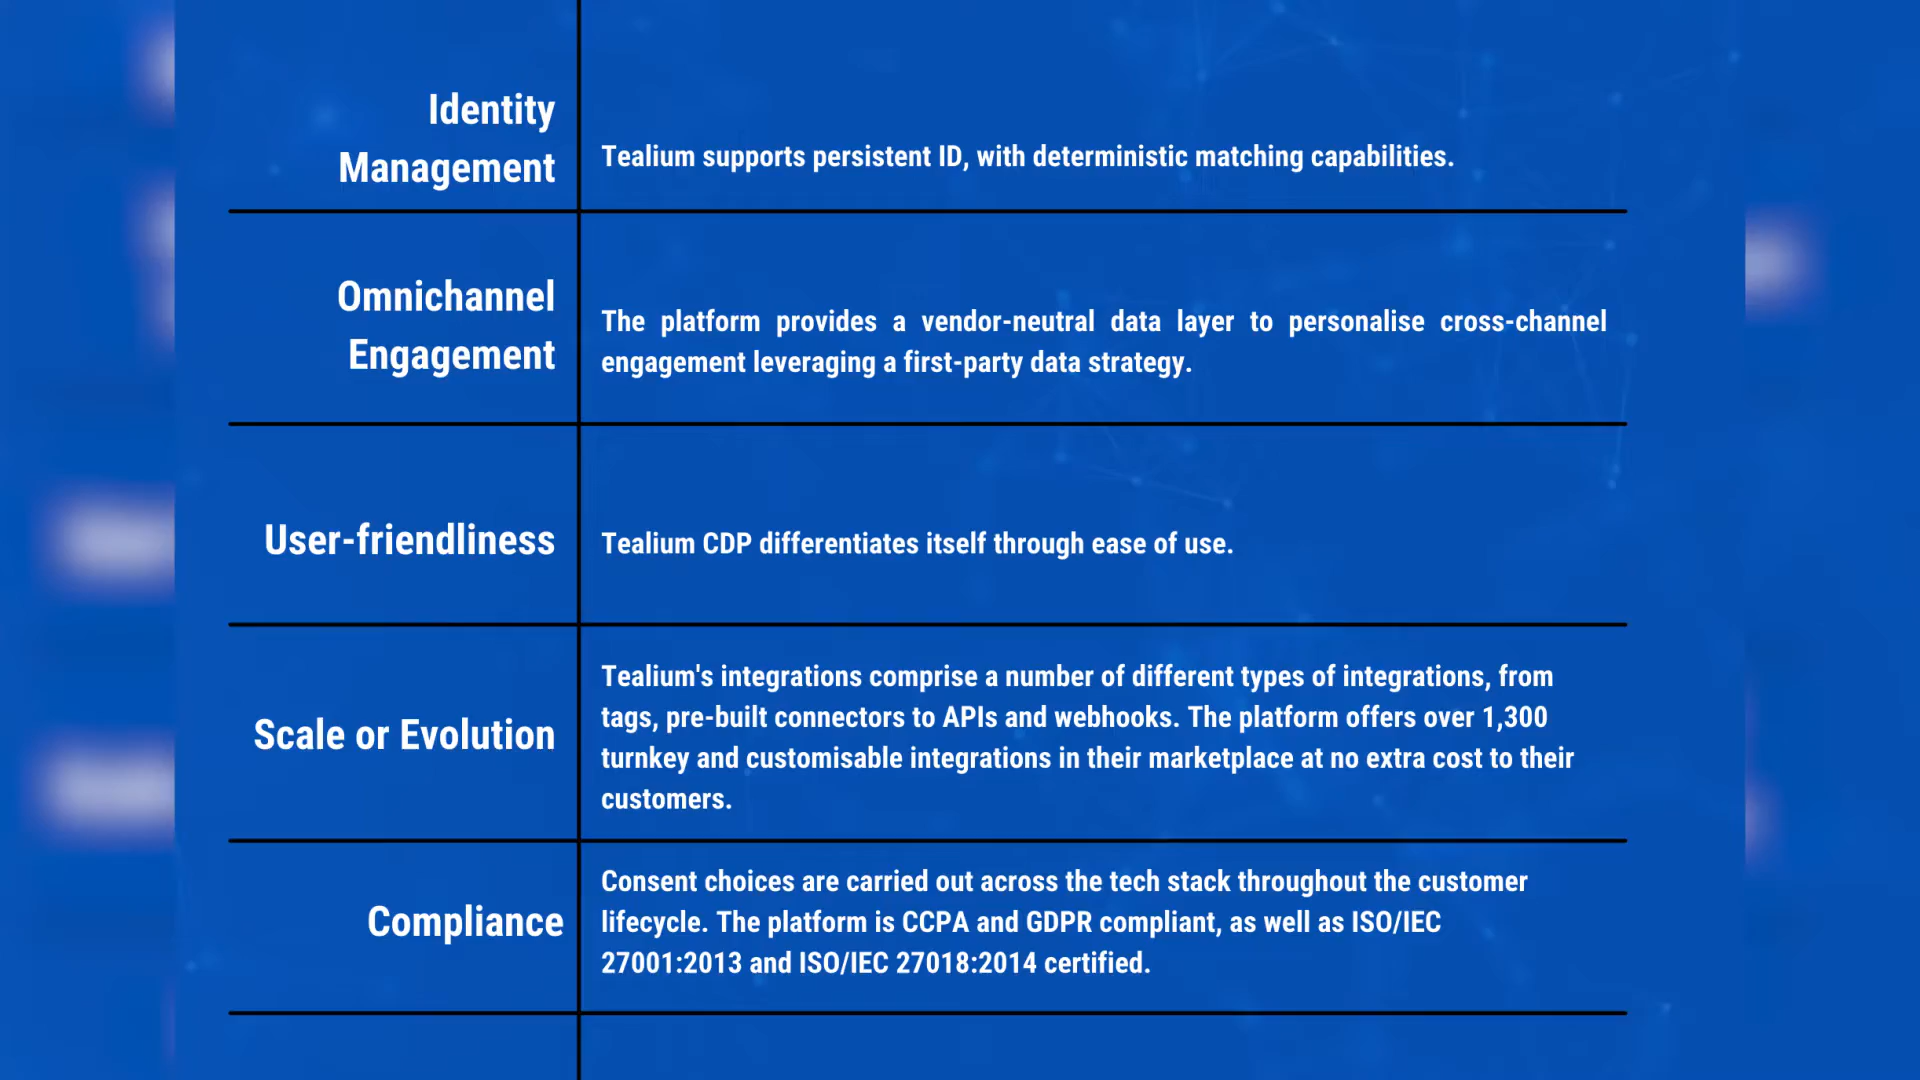 Identity
Management
Tealium supports persistent ID, with deterministic matching capabilities.
Omnichannel
Engagement
The platform provides a vendor-neutral data layer to personalise cross-channel
engagement leveraging a first-party data strategy.
User-friendliness
Tealium CDP differentiates itself through ease of use.
Scale or Evolution
Tealium's integrations comprise a number of different types of integrations, from
tags, pre-built connectors to APIs and webhooks. The platform offers over 1,300
turnkey and customisable integrations in their marketplace at no extra cost to their
customers.
Compliance
Consent choices are carried out across the tech stack throughout the customer
lifecycle. The platform is CCPA and GDPR compliant, as well as ISO/IEC
27001:2013 and ISO/IEC 27018:2014 certified.